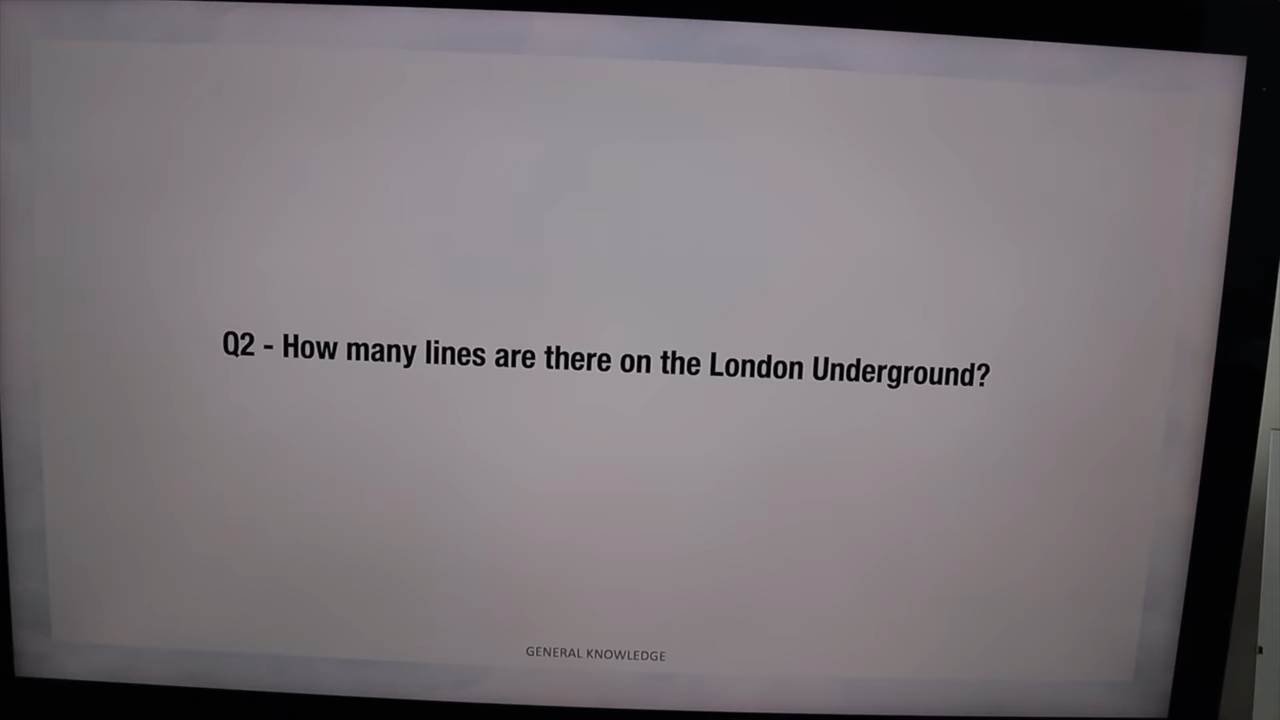 Q2 - How many lines are there on the London Underground?
GENERAL KNOWLEDGE